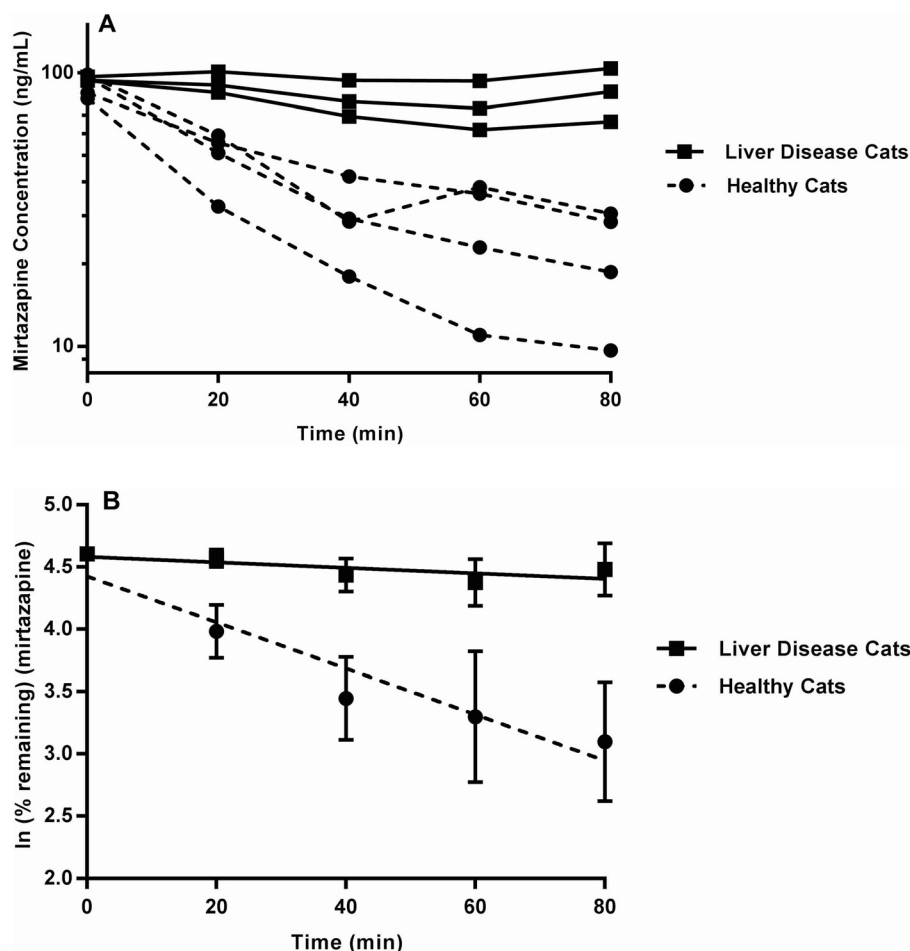 A
Mirtazapine Concentration (ng/mL)
100
10
0 20 40 60 80
Time (min)
Liver Disease Cats
Healthy Cats
B
ln (% remaining) (mirtazapine)
5.0
4.5
4.0
3.5
3.0
2.5
2.0
0 20 40 60 80
Time (min)
Liver Disease Cats
Healthy Cats